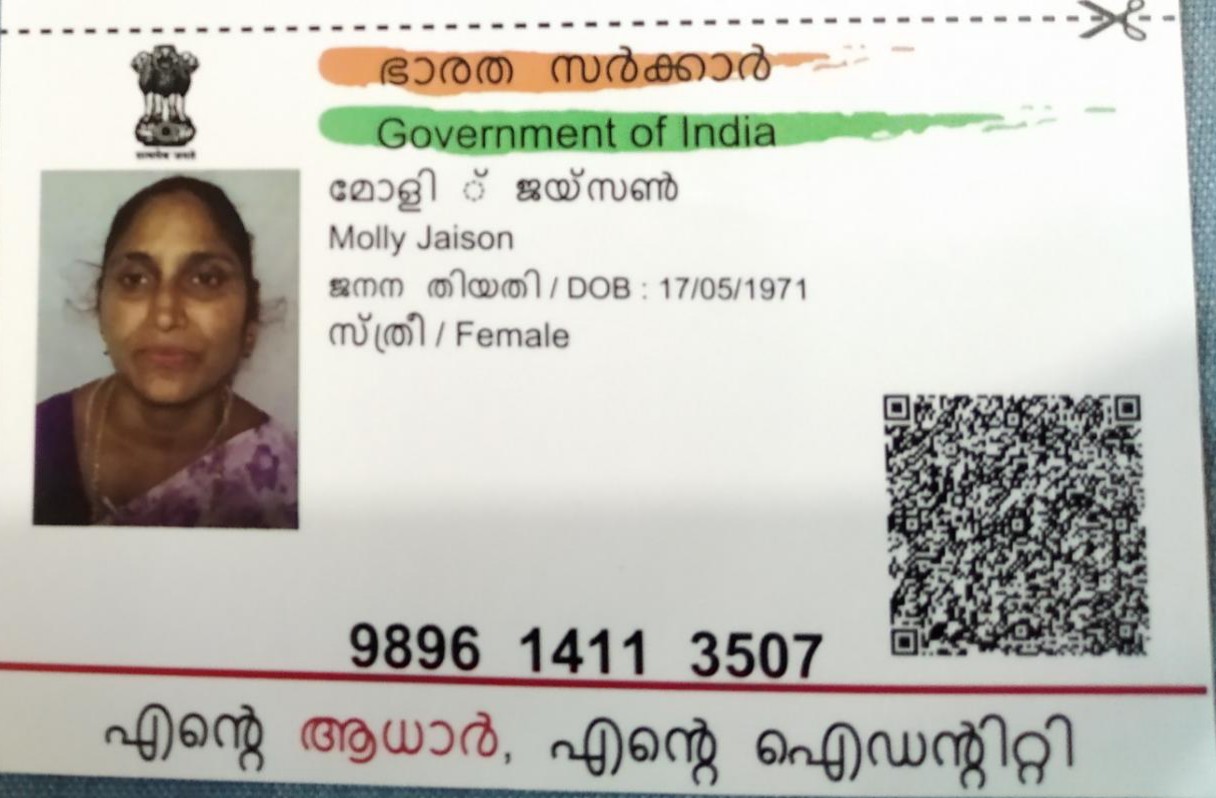 ഭാരത സർക്കാർ
Government of India
മോളി ് ജയ്സൺ
Molly Jaison
ജനന തിയതി / DOB : 17/05/1971
സ്ത്രീ / Female
9896 1411 3507
എന്റെ ആധാർ, എന്റെ ഐഡന്റിറ്റി